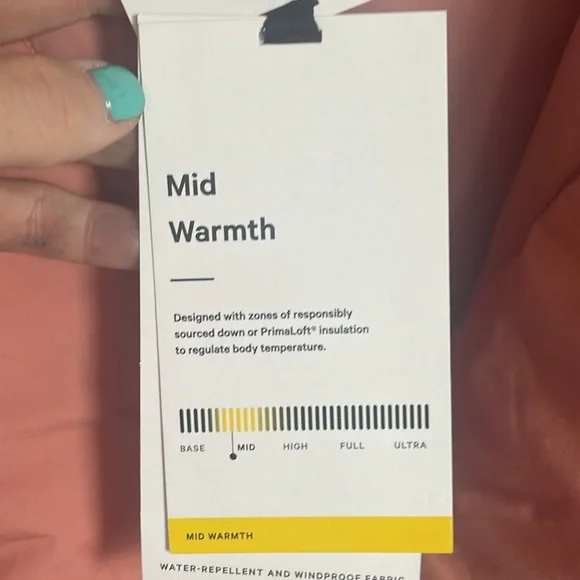 Mid
Warmth
Designed with zones of responsibly
sourced down or PrimaLoft® insulation
to regulate body temperature.
BASE MID HIGH FULL ULTRA
MID WARMTH
WATER-REPELLENT AND WINDPROOF FABRIC